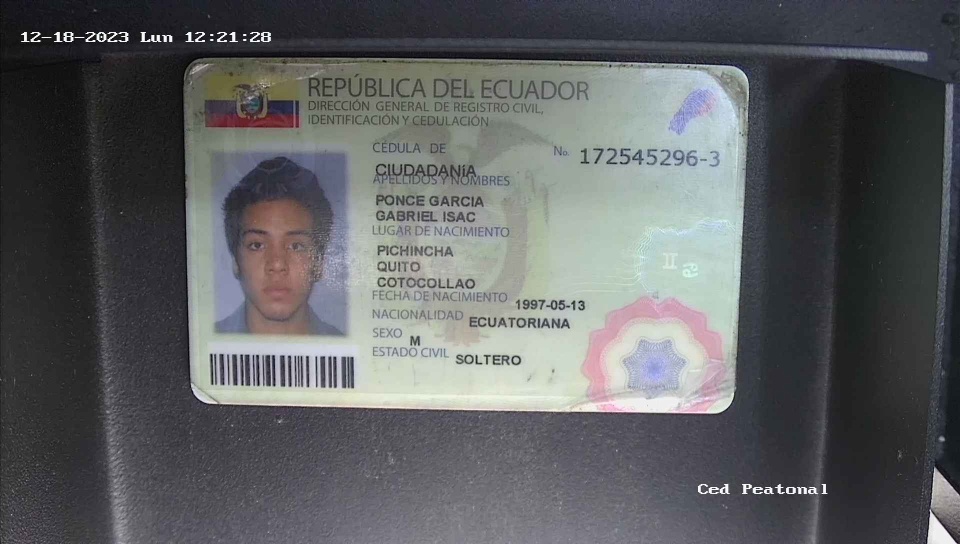 12-18-2023 Lun 12:21:28
REPÚBLICA DEL ECUADOR
DIRECCIÓN GENERAL DE REGISTRO CIVIL,
IDENTIFICACIÓN Y CEDULACIÓN
CÉDULA DE
No. 172545296-3
CIUDADANíA
APELLIDOS Y NOMBRES
PONCE GARCIA
GABRIEL ISAC
LUGAR DE NACIMIENTO
PICHINCHA
QUITO
COTOCOLLAO
FECHA DE NACIMIENTO 1997-05-13
NACIONALIDAD ECUATORIANA
SEXO M
ESTADO CIVIL SOLTERO
Ced Peatonal